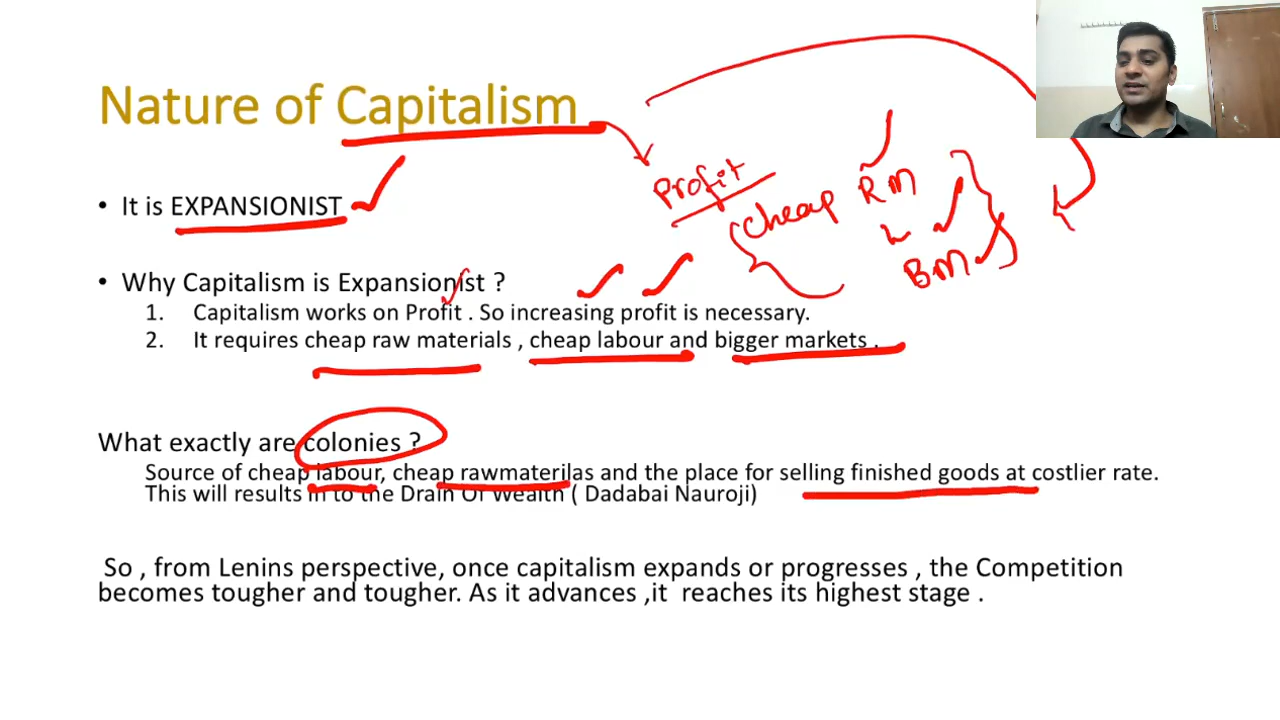 Nature of Capitalism
• It is EXPANSIONIST
Profit
Cheap RM
L
BM
• Why Capitalism is Expansionist ?
1. Capitalism works on Profit . So increasing profit is necessary.
2. It requires cheap raw materials , cheap labour and bigger markets .
What exactly are colonies ?
Source of cheap labour, cheap rawmaterilas and the place for selling finished goods at costlier rate.
This will results in to the Drain Of Wealth ( Dadabai Nauroji)
So , from Lenins perspective, once capitalism expands or progresses , the Competition
becomes tougher and tougher. As it advances ,it reaches its highest stage .